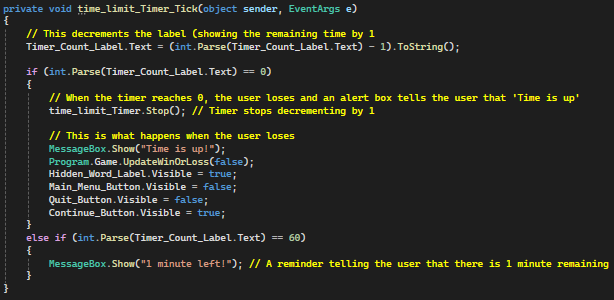 private void time_limit_Timer_Tick(object sender, EventArgs e)
{
// This decrements the label (showing the remaining time by 1
Timer_Count_Label.Text = (int.Parse(Timer_Count_Label.Text) - 1).ToString();
if (int.Parse(Timer_Count_Label.Text) == 0)
{
// When the timer reaches 0, the user loses and an alert box tells the user that 'Time is up'
time_limit_Timer.Stop(); // Timer stops decrementing by 1
// This is what happens when the user loses
MessageBox.Show("Time is up!");
Program.Game.UpdateWinOrLoss(false);
Hidden_Word_Label.Visible = true;
Main_Menu_Button.Visible = false;
Quit_Button.Visible = false;
Continue_Button.Visible = true;
}
else if (int.Parse(Timer_Count_Label.Text) == 60)
{
MessageBox.Show("1 minute left!"); // A reminder telling the user that there is 1 minute remaining
}
}